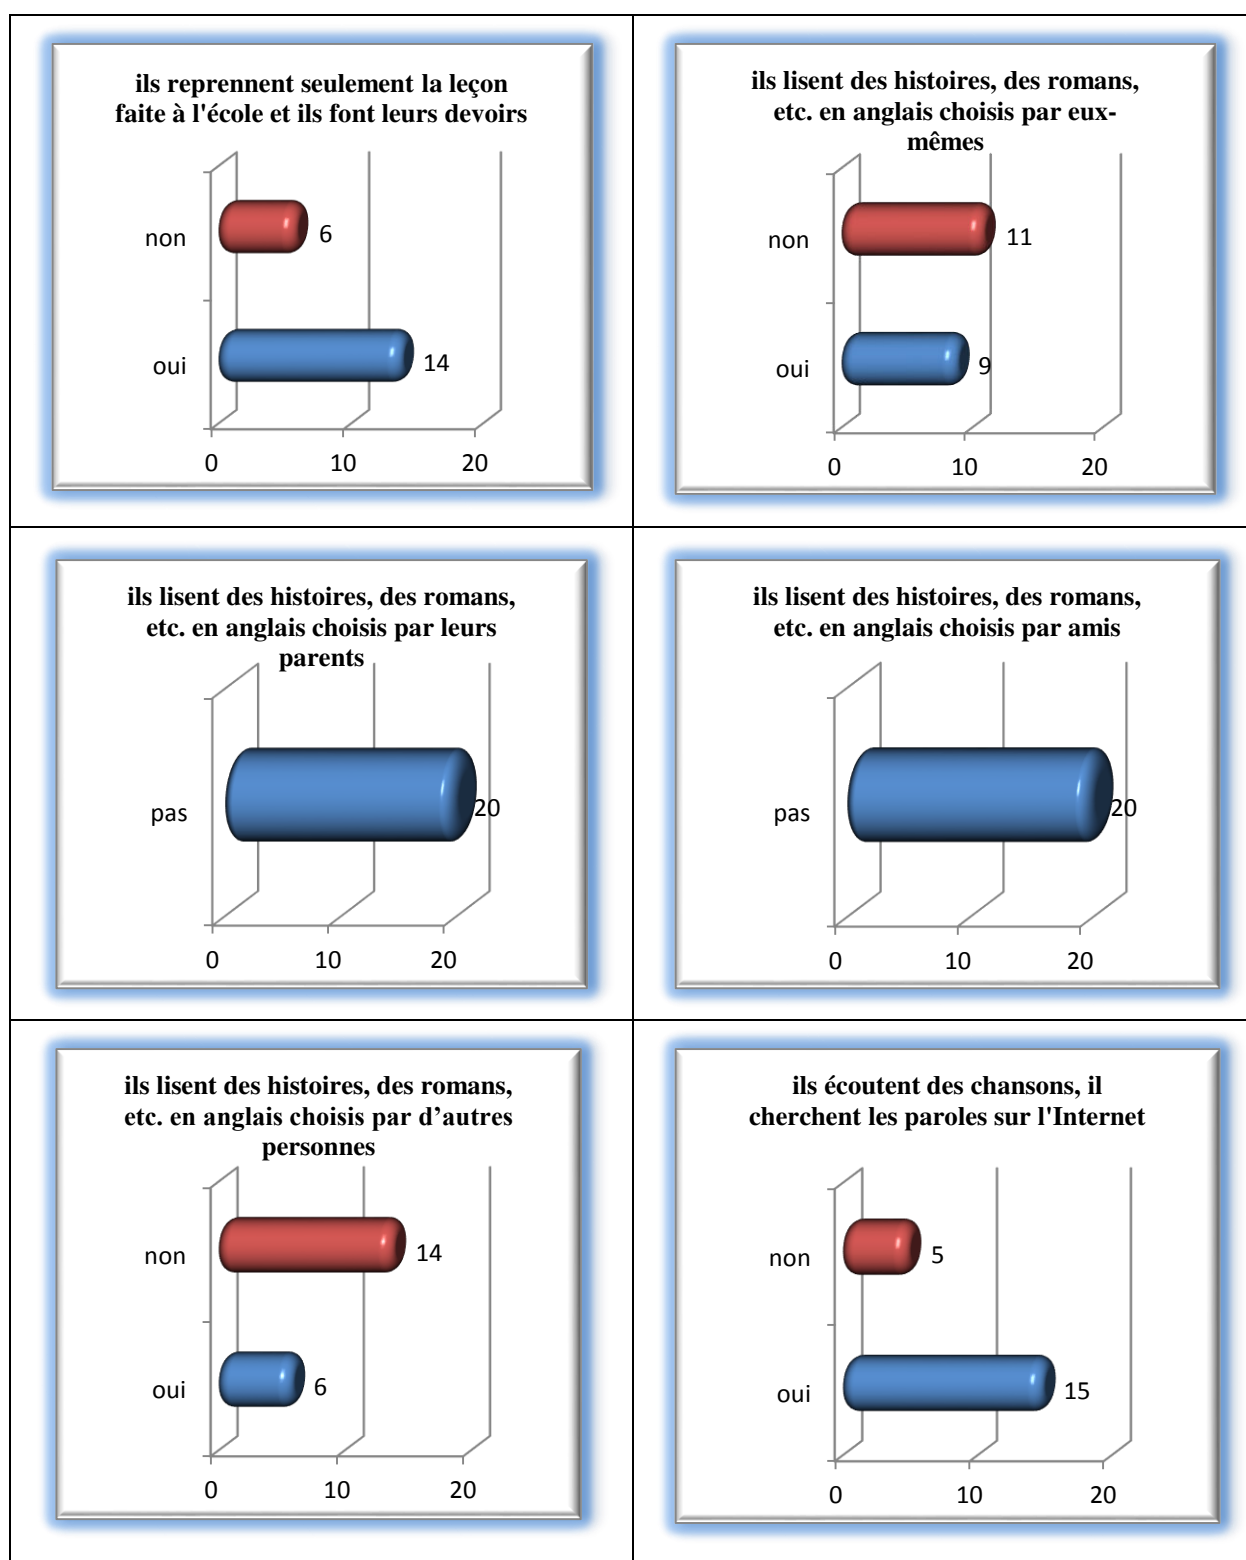 ils reprennent seulement la leçon
faite à l'école et ils font leurs devoirs
non
6
oui
14
0 10 20
ils lisent des histoires, des romans,
etc. en anglais choisis par eux-
mêmes
non
11
oui
9
0 10 20
ils lisent des histoires, des romans,
etc. en anglais choisis par leurs
parents
pas
20
0 10 20
ils lisent des histoires, des romans,
etc. en anglais choisis par amis
pas
20
0 10 20
ils lisent des histoires, des romans,
etc. en anglais choisis par d’autres
personnes
non
14
oui
6
0 10 20
ils écoutent des chansons, il
cherchent les paroles sur l'Internet
non
5
oui
15
0 10 20